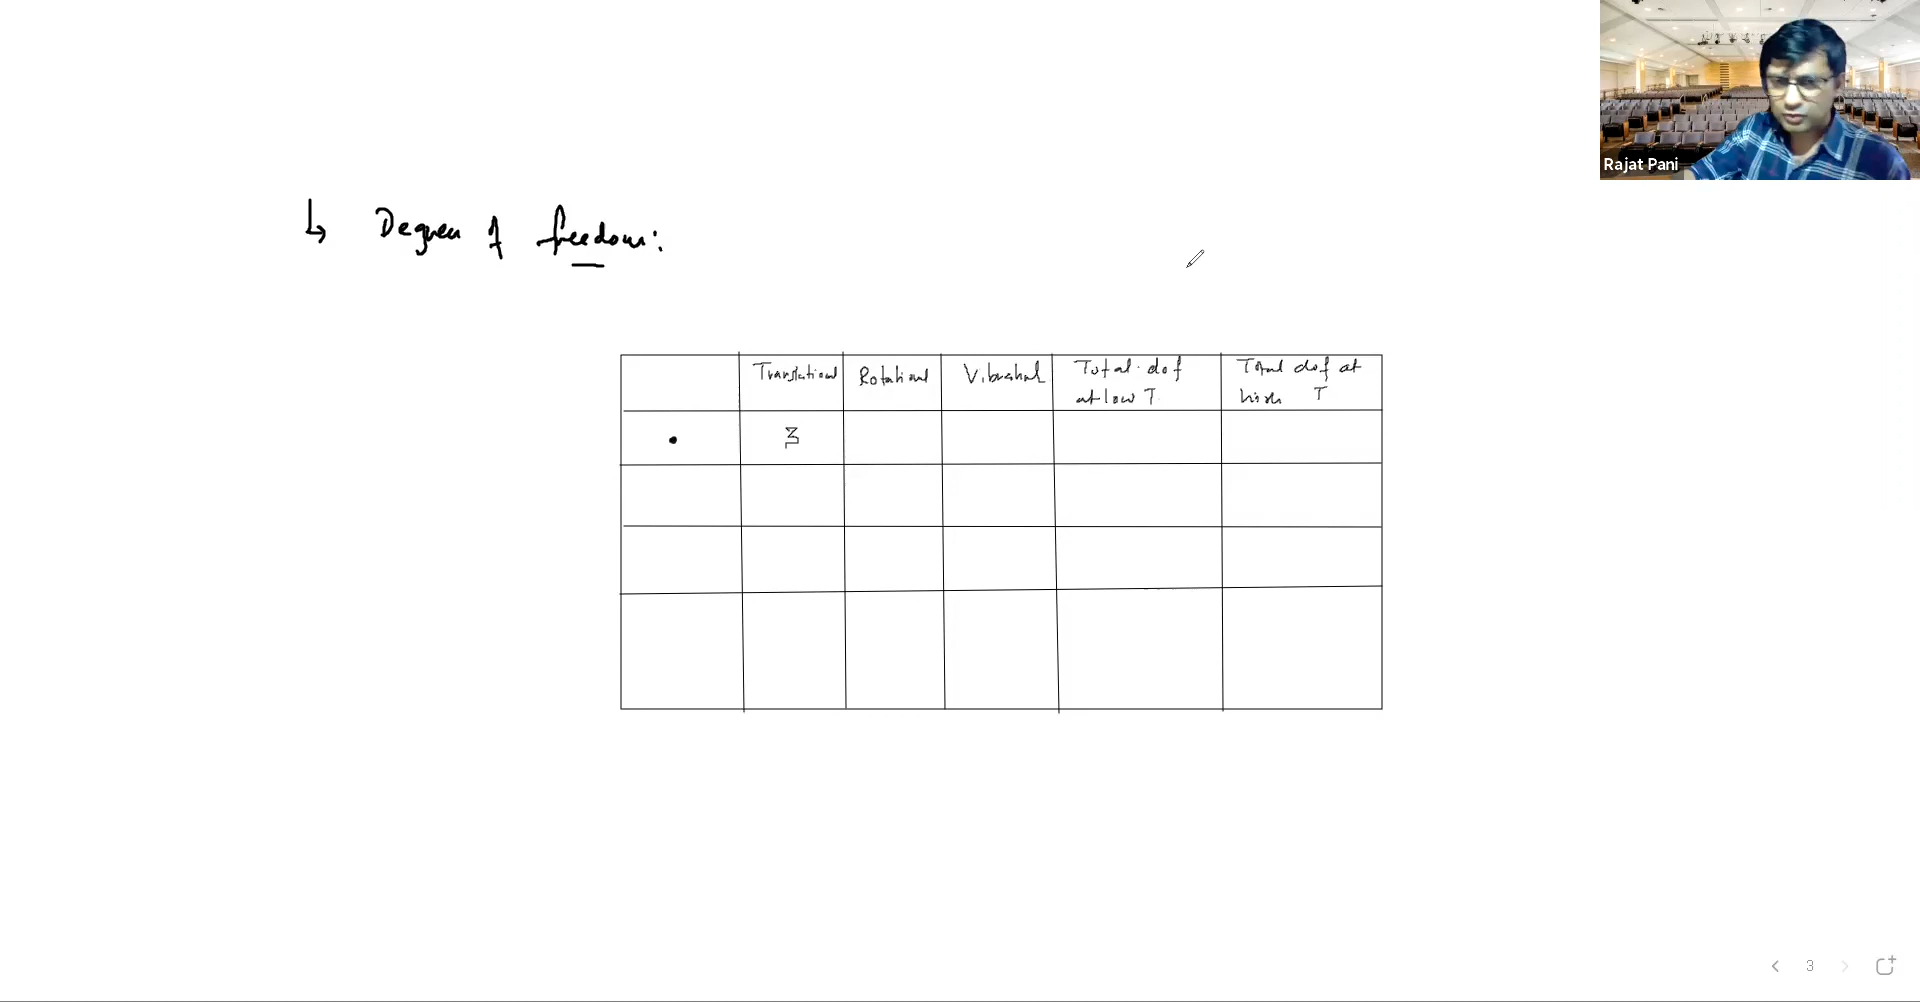 Rajat Pani
↳ Degree of freedom:
Translational Rotational Vibrational Total dof at low T Total dof at high T
• 3
3